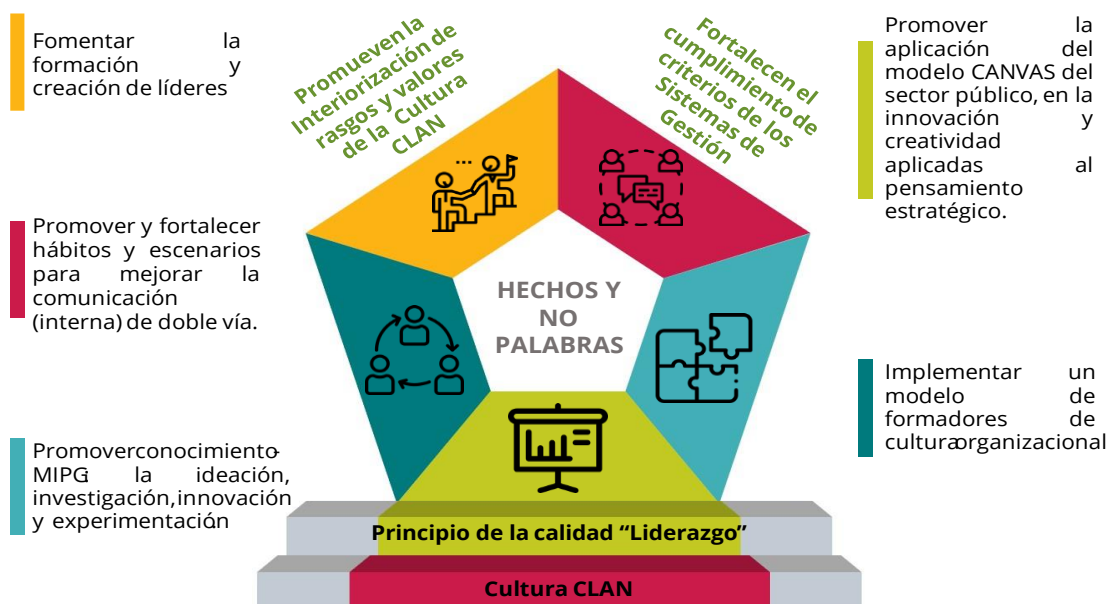 Fomentar la
formación y
creación de líderes
Promover y fortalecer
hábitos y escenarios
para mejorar la
comunicación
(interna) de doble vía.
Promoverconocimiento-
MIPG: la ideación,
investigación,innovación
y experimentación
Promueven la
Interiorización de
rasgos y valores
de la Cultura
CLAN
Fortalecen el
cumplimiento de
criterios de los
Sistemas de
Gestión
...
HECHOS Y
NO
PALABRAS
Principio de la calidad “Liderazgo”
Cultura CLAN
Promover la
aplicación del
modelo CANVAS del
sector público, en la
innovación y
creatividad
aplicadas al
pensamiento
estratégico.
Implementar un
modelo de
formadores de
cultura organizacional